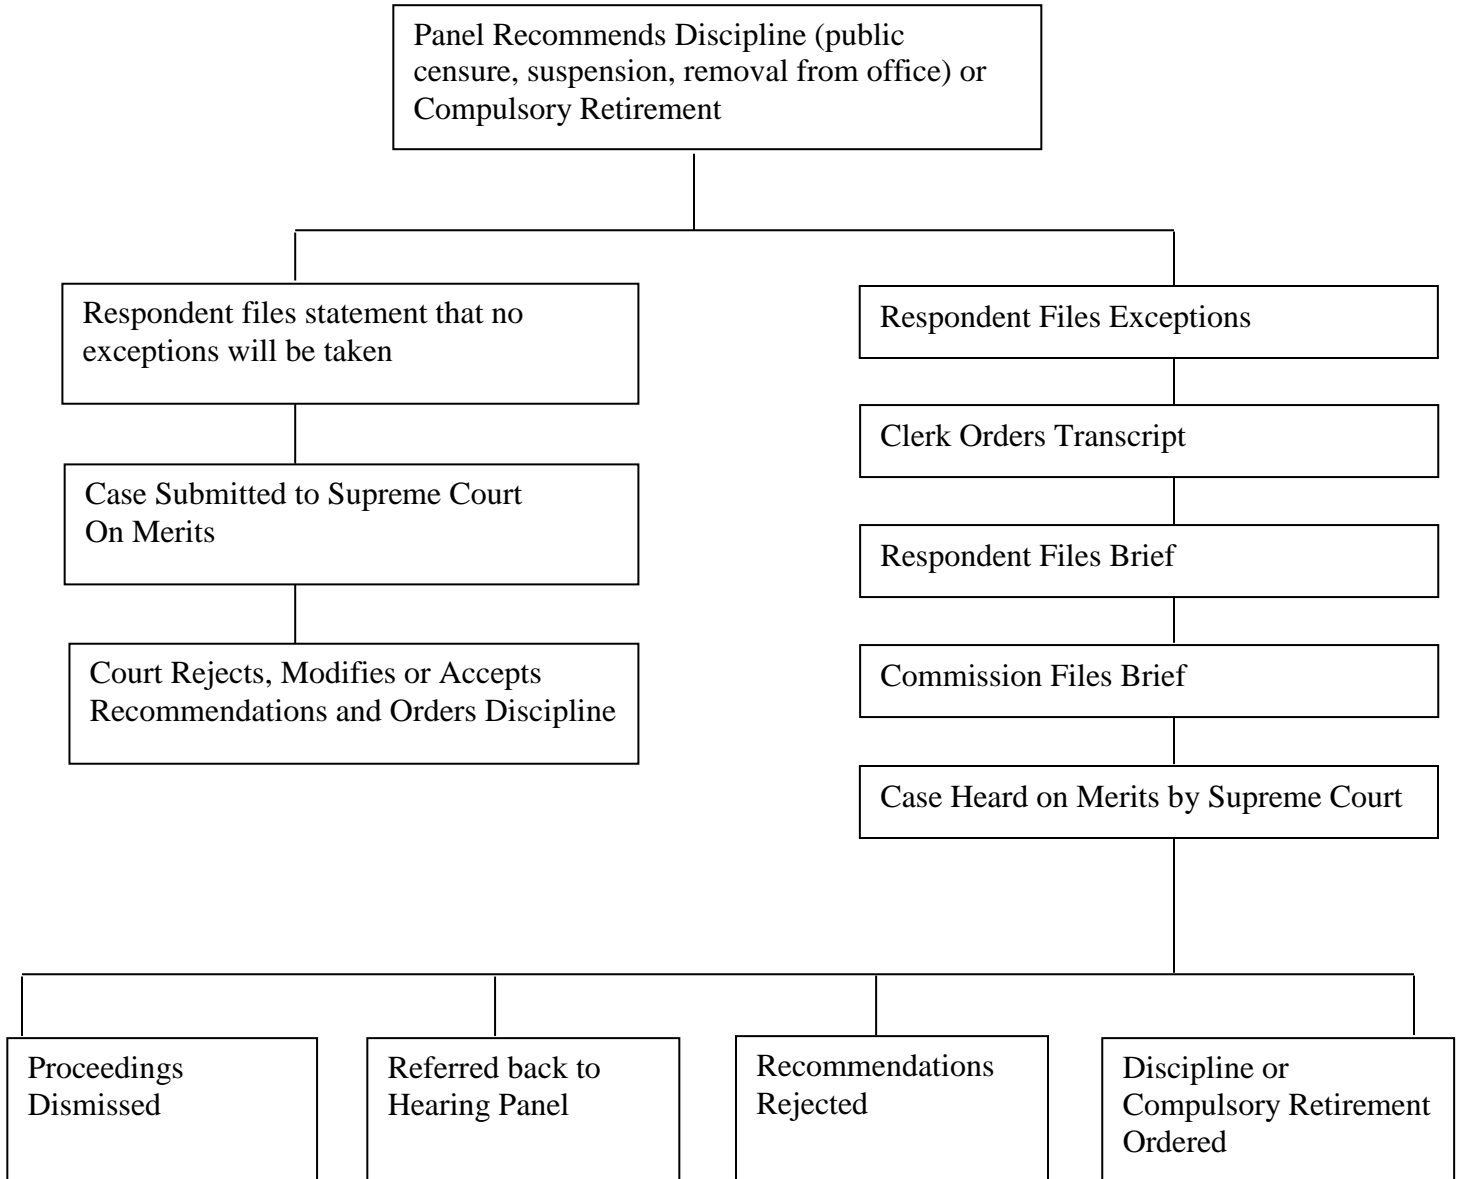 Panel Recommends Discipline (public
censure, suspension, removal from office) or
Compulsory Retirement
Respondent files statement that no
exceptions will be taken
Case Submitted to Supreme Court
On Merits
Court Rejects, Modifies or Accepts
Recommendations and Orders Discipline
Respondent Files Exceptions
Clerk Orders Transcript
Respondent Files Brief
Commission Files Brief
Case Heard on Merits by Supreme Court
Proceedings
Dismissed
Referred back to
Hearing Panel
Recommendations
Rejected
Discipline or
Compulsory Retirement
Ordered